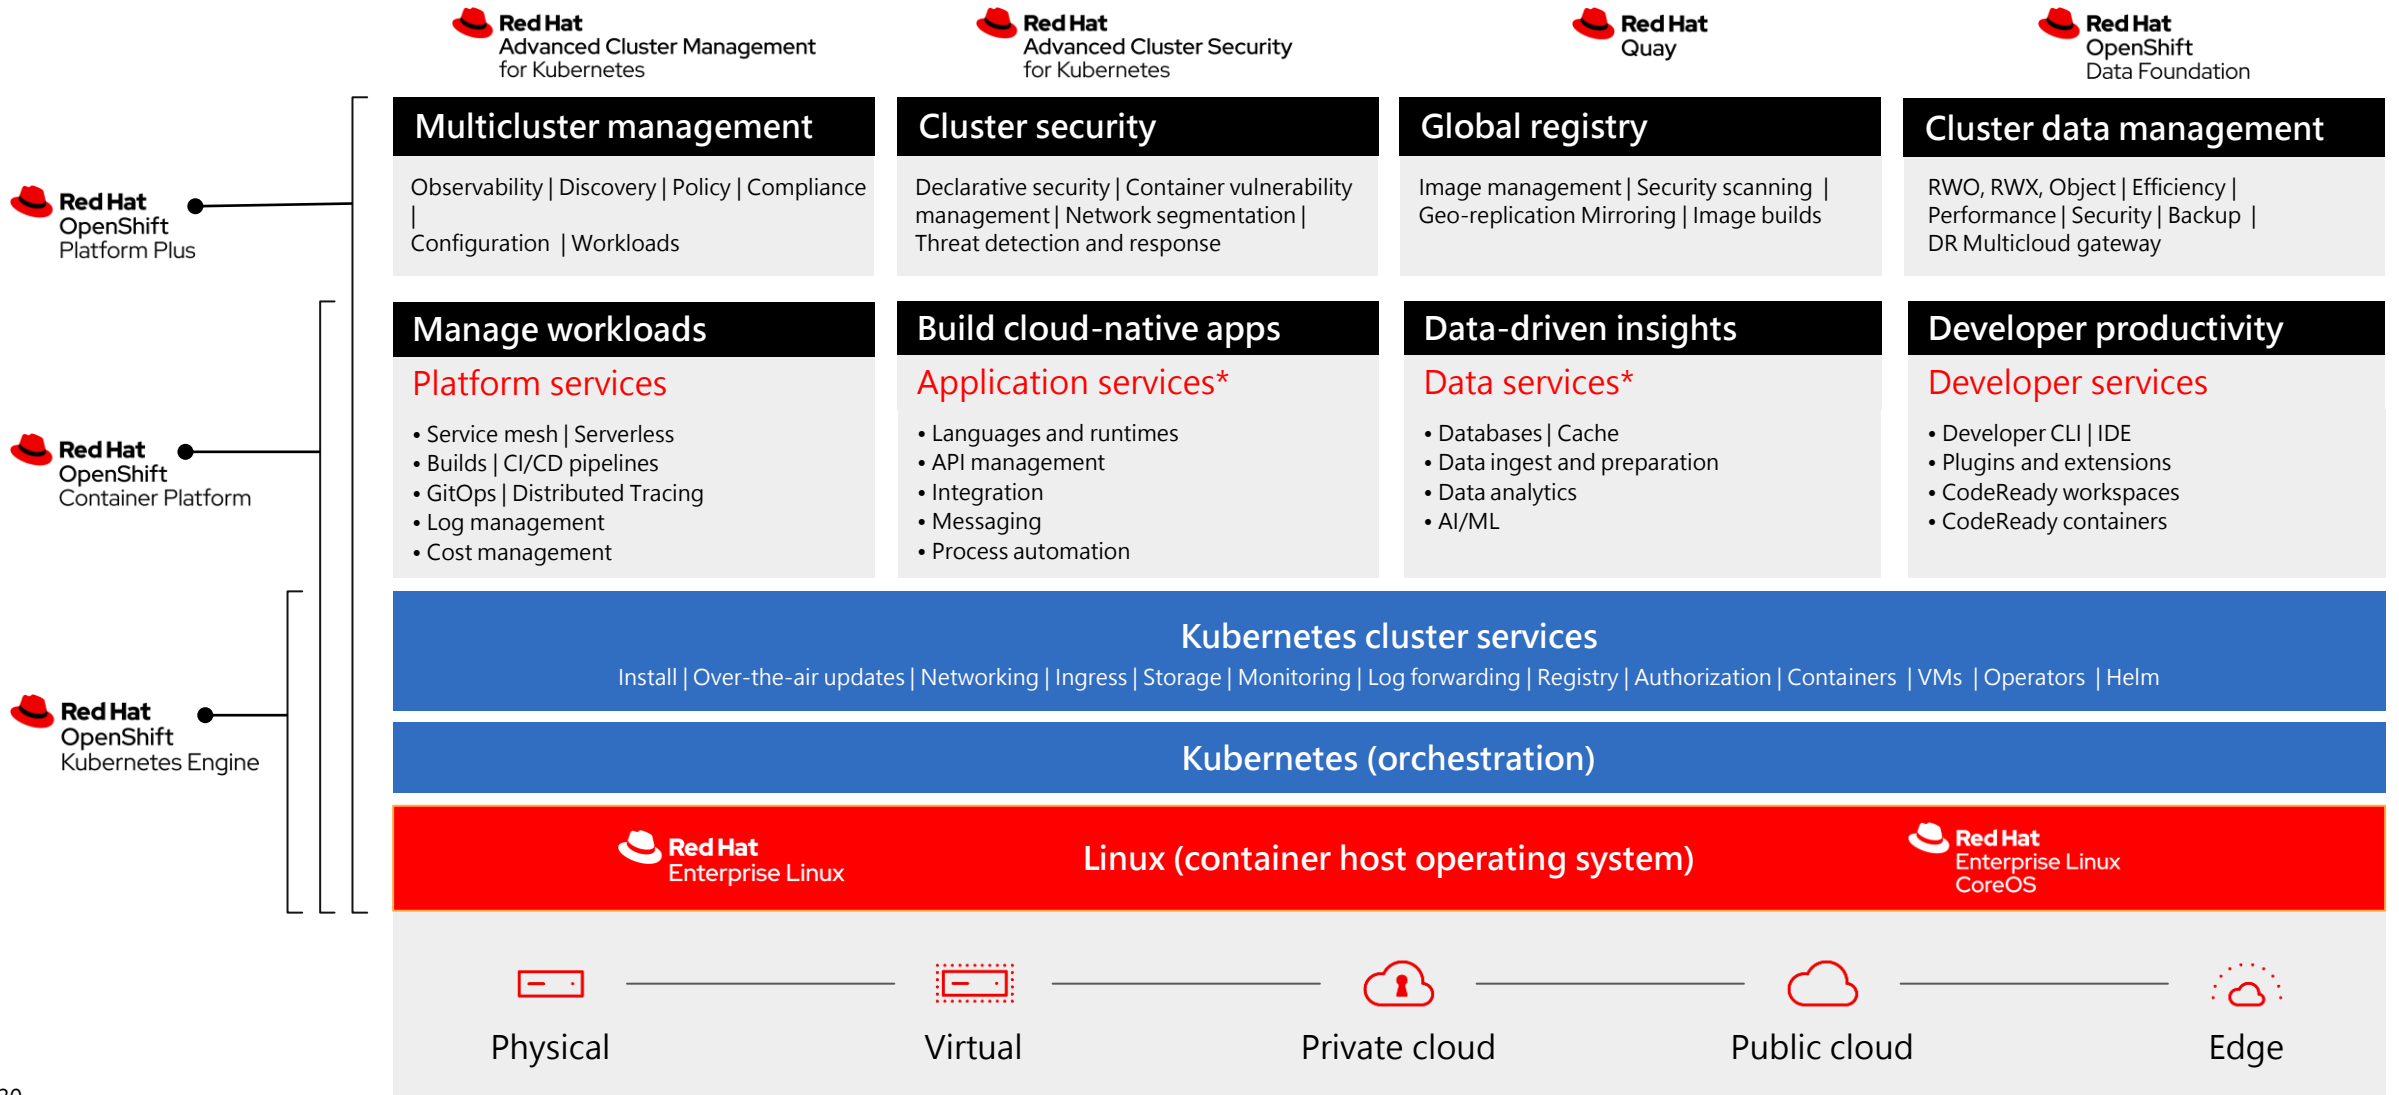 Red Hat
Advanced Cluster Management
for Kubernetes
Red Hat
Advanced Cluster Security
for Kubernetes
Red Hat
Quay
Red Hat
OpenShift
Data Foundation
Red Hat
OpenShift
Platform Plus
Multicluster management
Observability | Discovery | Policy | Compliance
|
Configuration | Workloads
Cluster security
Declarative security | Container vulnerability
management | Network segmentation |
Threat detection and response
Global registry
Image management | Security scanning |
Geo-replication Mirroring | Image builds
Cluster data management
RWO, RWX, Object | Efficiency |
Performance | Security | Backup |
DR Multicloud gateway
Red Hat
OpenShift
Container Platform
Manage workloads
Platform services
• Service mesh | Serverless
• Builds | CI/CD pipelines
• GitOps | Distributed Tracing
• Log management
• Cost management
Build cloud-native apps
Application services*
• Languages and runtimes
• API management
• Integration
• Messaging
• Process automation
Data-driven insights
Data services*
• Databases | Cache
• Data ingest and preparation
• Data analytics
• AI/ML
Developer productivity
Developer services
• Developer CLI | IDE
• Plugins and extensions
• CodeReady workspaces
• CodeReady containers
Red Hat
OpenShift
Kubernetes Engine
Kubernetes cluster services
Install | Over-the-air updates | Networking | Ingress | Storage | Monitoring | Log forwarding | Registry | Authorization | Containers | VMs | Operators | Helm
Kubernetes (orchestration)
Red Hat
Enterprise Linux
Linux (container host operating system)
Red Hat
Enterprise Linux
CoreOS
Physical
Virtual
Private cloud
Public cloud
Edge